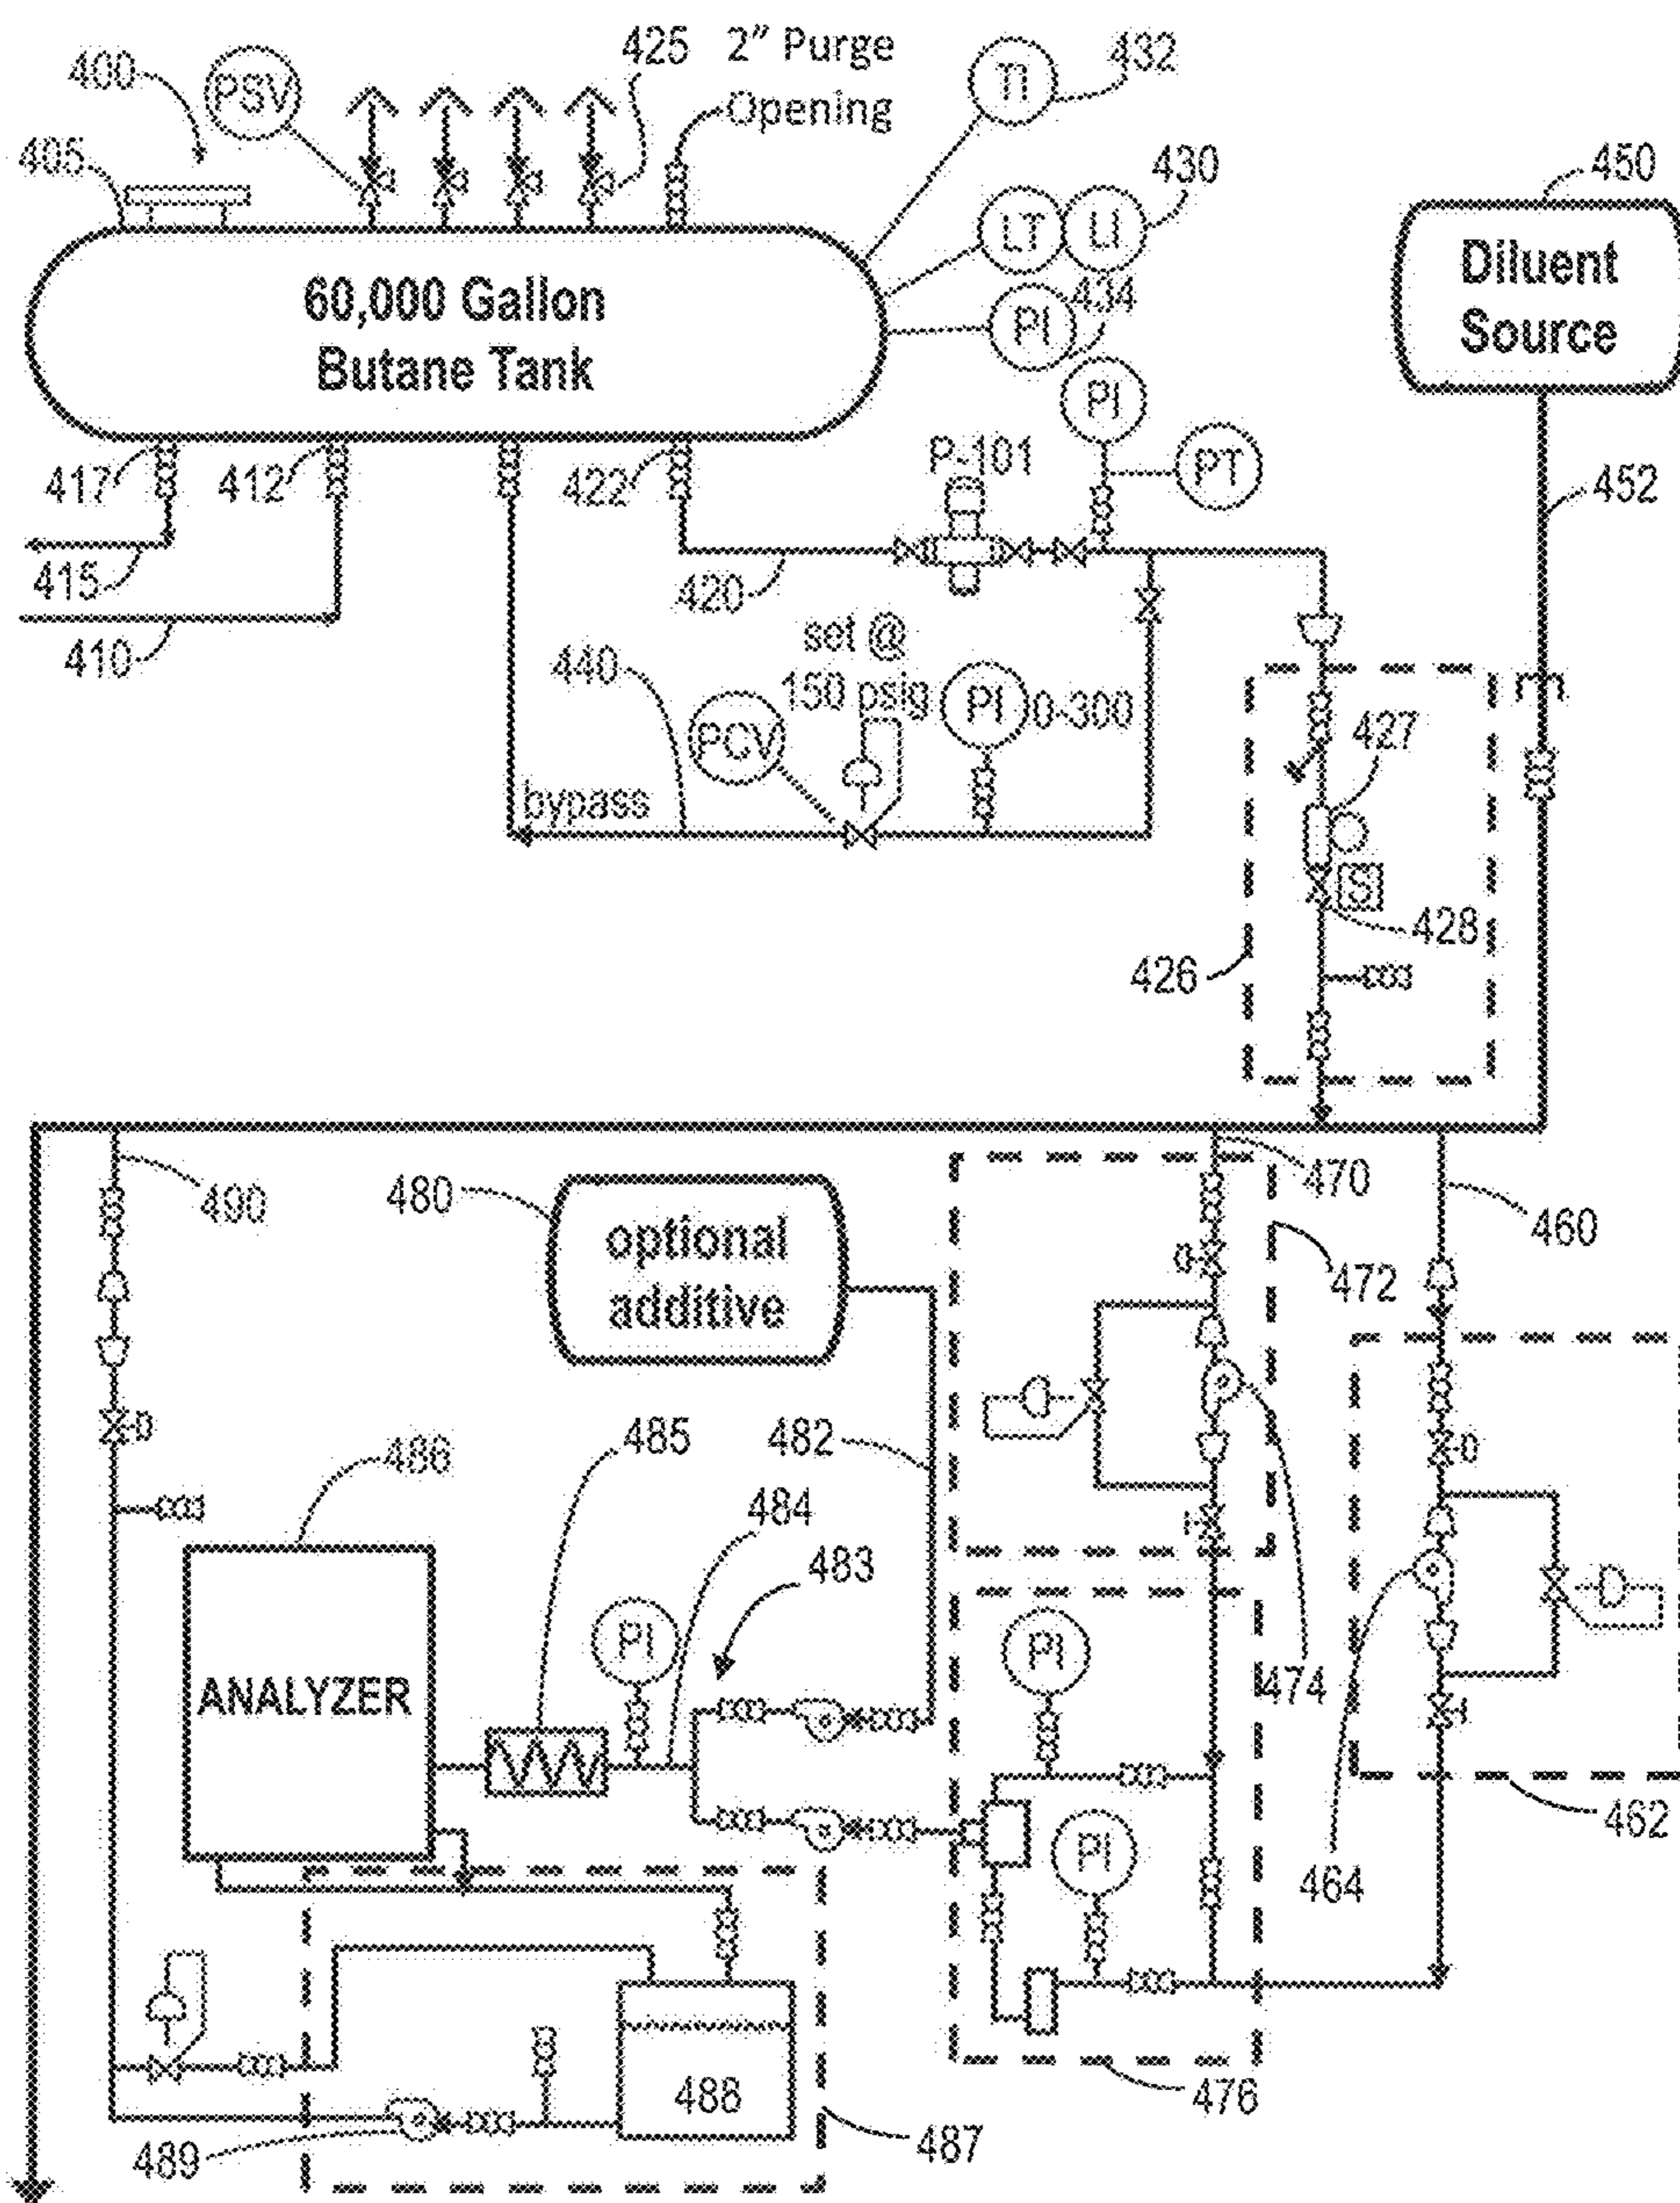 400
PSV
425
2" Purge
Opening
TI
432
405
LT
LI
430
450
Diluent
Source
60,000 Gallon
Butane Tank
PI
434
PI
P-101
PT
417
412
422
452
415
420
410
set @
150 psig
440
PCV
PI
0-300
427
bypass
S
428
426
490
480
optional
additive
470
460
472
486
485
482
484
483
PI
ANALYZER
PI
474
462
PI
464
488
476
487
489